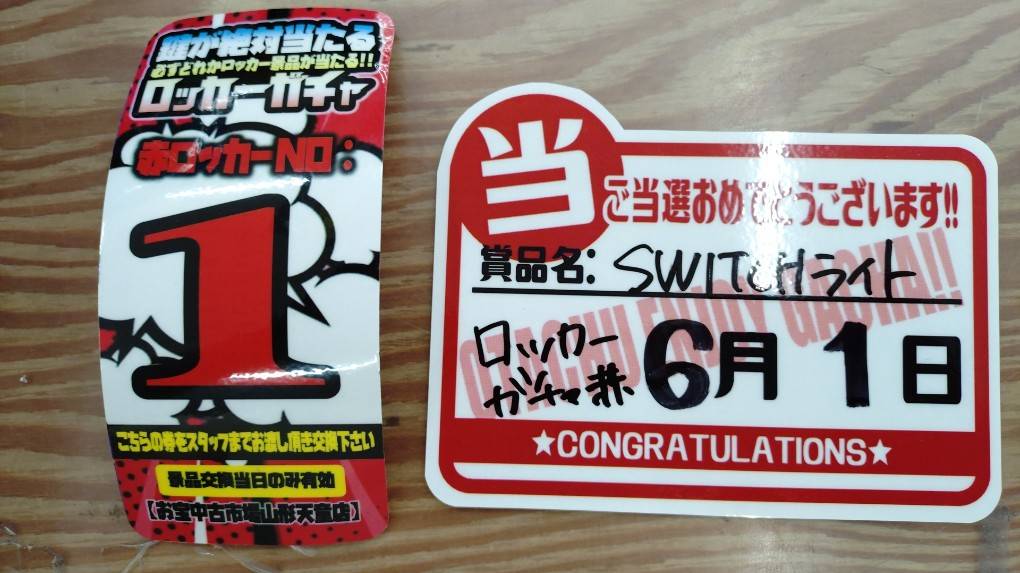 鍵が絶対当たる
必ずどれかロッカー景品が当たる!!
ロッカーガチャ
赤ロッカーNO:
1
こちらの券をスタッフまでお渡し頂き交換下さい
景品交換当日のみ有効
【お宝中古市場山形天童店】
当
ご当選おめでとうございます!!
賞品名: SWITCHライト
ロッカー
ガチャ赤
6月1日
★CONGRATULATIONS★